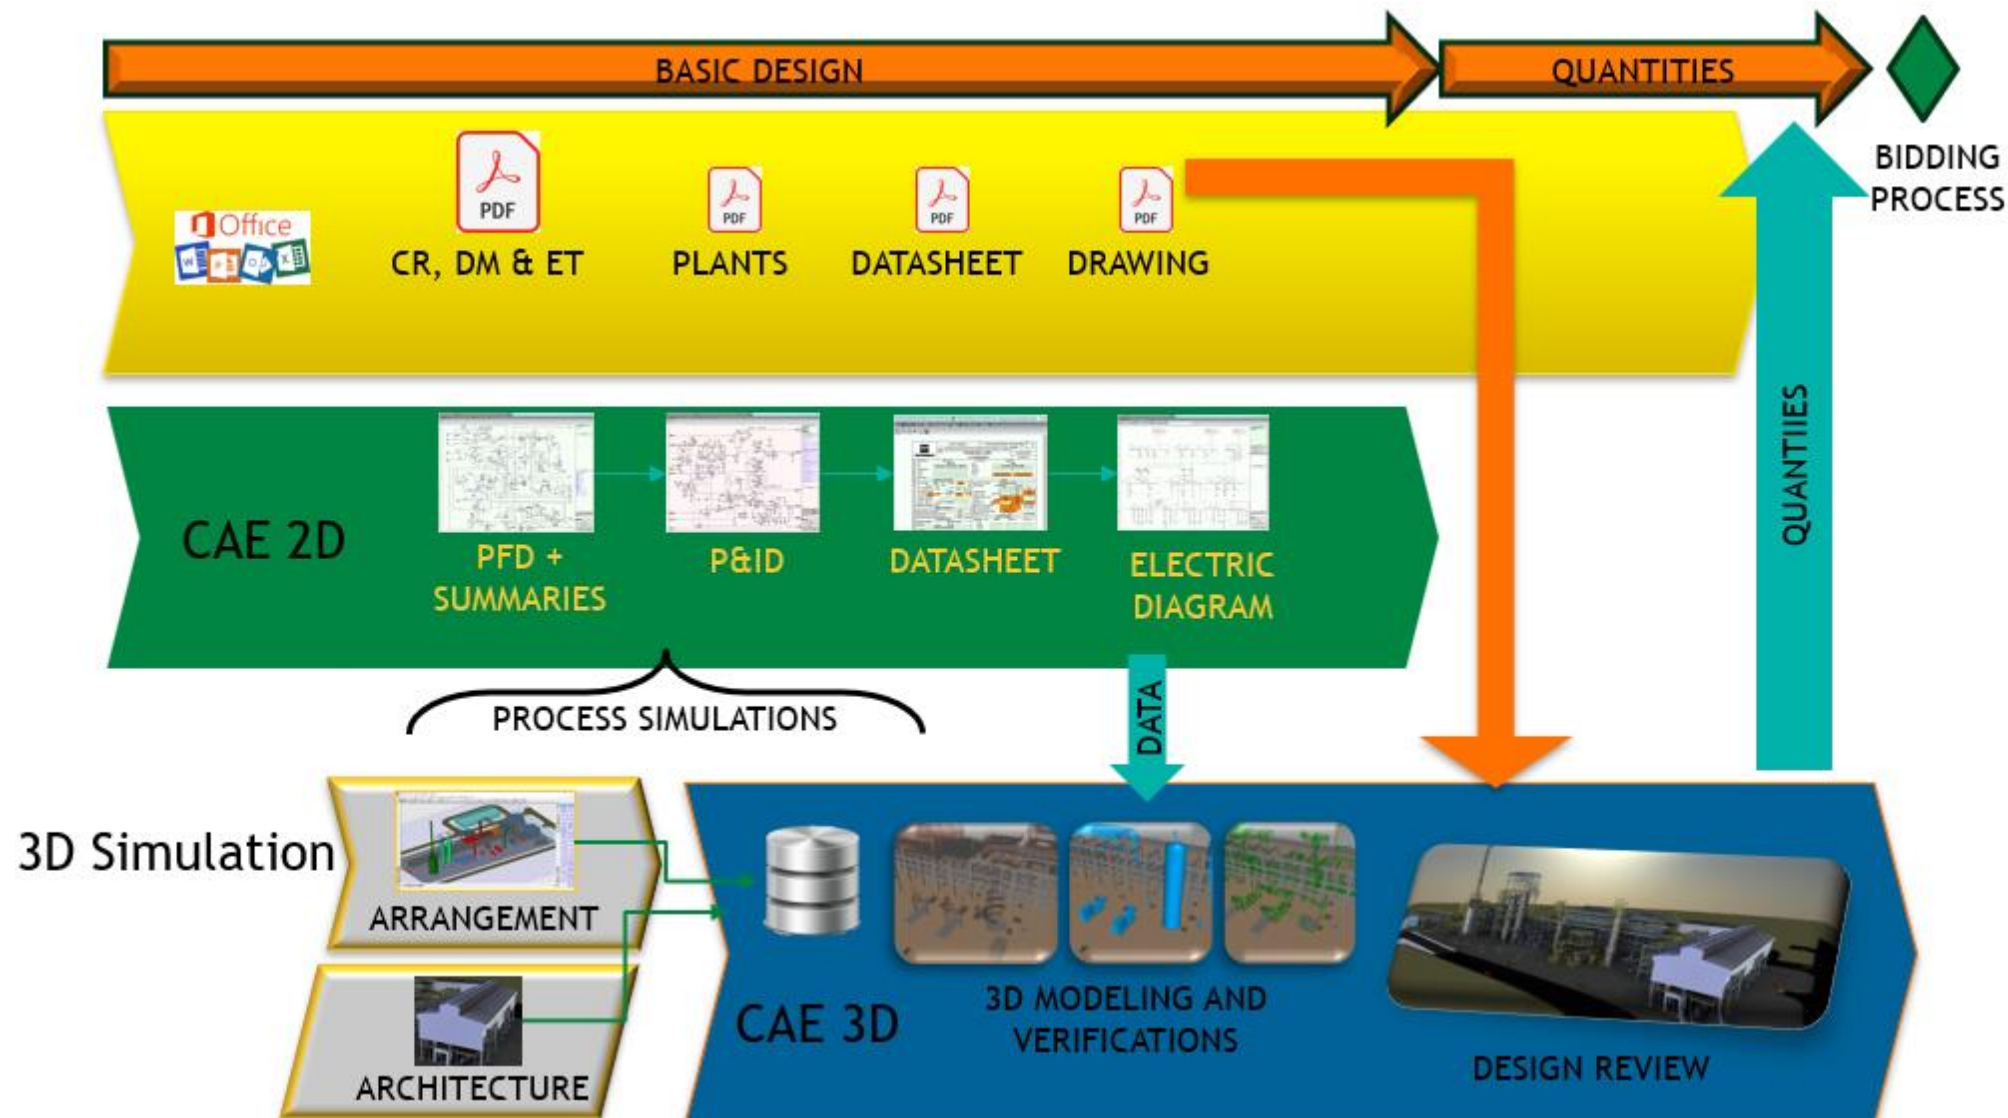 BASIC DESIGN
QUANTITIES
BIDDING
PROCESS
Office
PDF
PDF
PDF
PDF
CR, DM & ET
PLANTS
DATASHEET
DRAWING
CAE 2D
PFD +
SUMMARIES
P&ID
DATASHEET
ELECTRIC
DIAGRAM
QUANTIIES
PROCESS SIMULATIONS
DATA
3D Simulation
ARRANGEMENT
ARCHITECTURE
CAE 3D
3D MODELING AND
VERIFICATIONS
DESIGN REVIEW